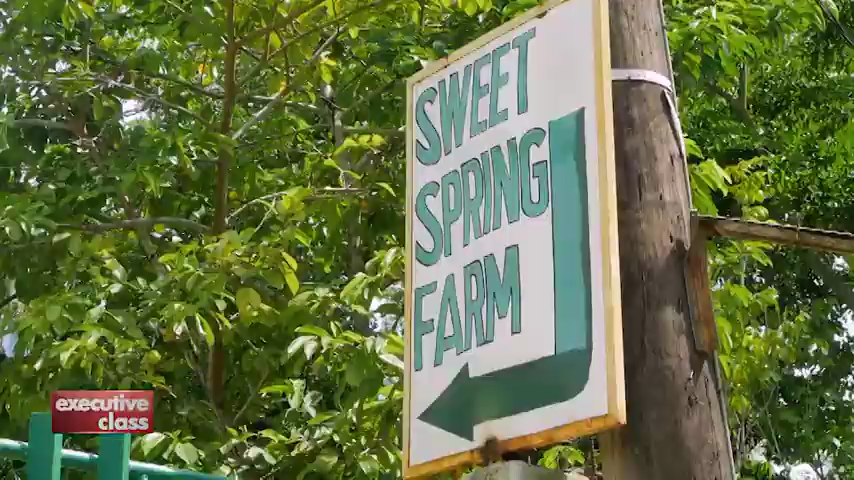 SWEET
SPRING
FARM
executive
class